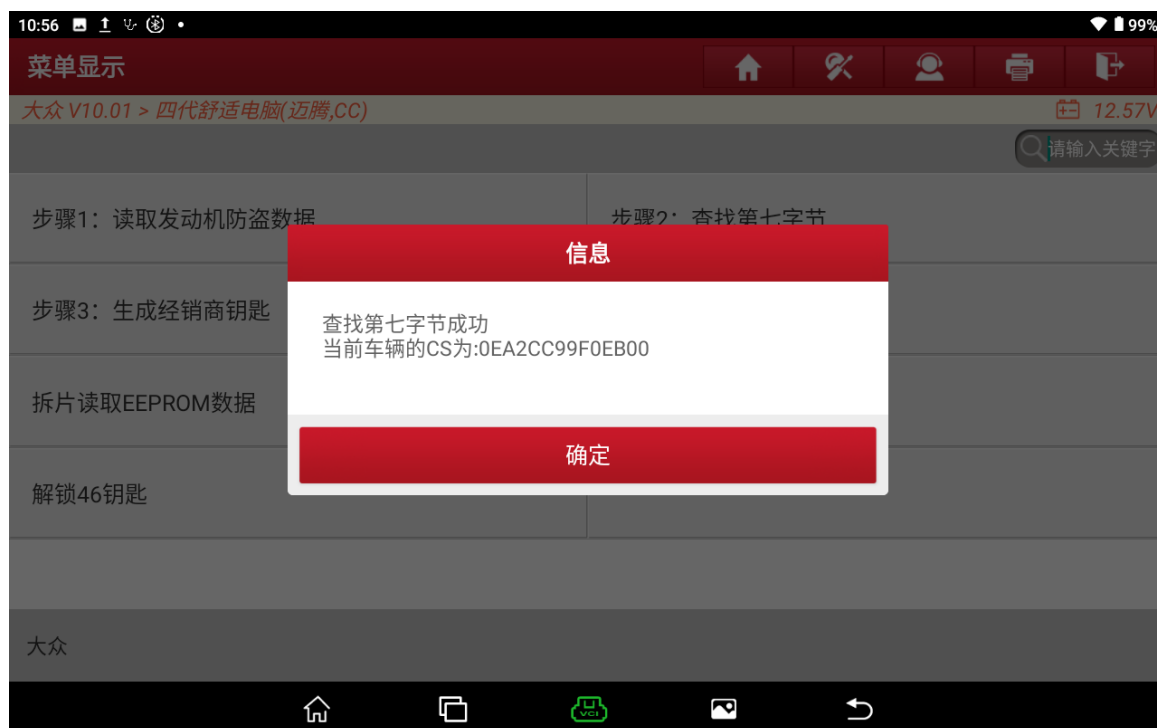 10:56
99%
菜单显示
大众 V10.01 > 四代舒适电脑(迈腾,CC)
12.57V
请输入关键字
步骤1：读取发动机防盗数据
步骤2：查找第七字节
信息
步骤3：生成经销商钥匙
查找第七字节成功
当前车辆的CS为:0EA2CC99F0EB00
拆片读取EEPROM数据
确定
解锁46钥匙
大众
VCI